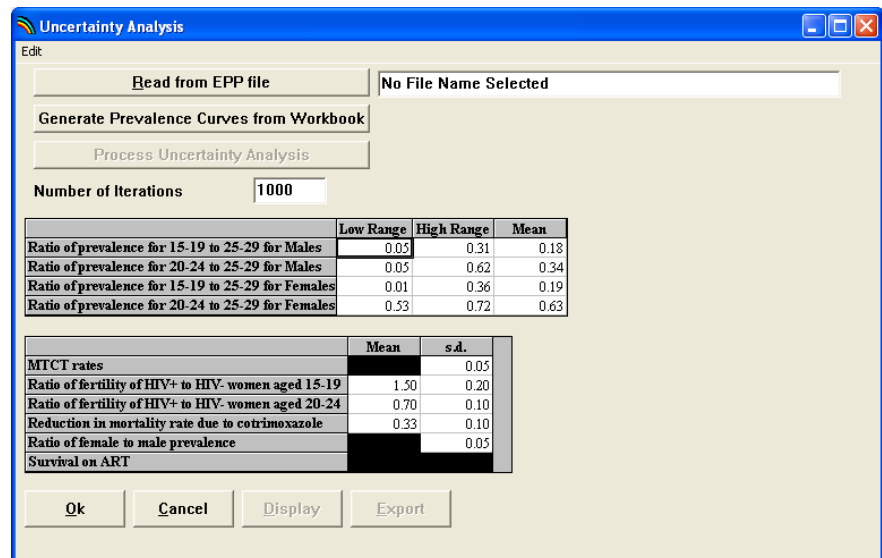 Uncertainty Analysis
Edit
Read from EPP file No File Name Selected
Generate Prevalence Curves from Workbook
Process Uncertainty Analysis
Number of Iterations 1000
Low Range High Range Mean
Ratio of prevalence for 15-19 to 25-29 for Males 0.05 0.31 0.18
Ratio of prevalence for 20-24 to 25-29 for Males 0.05 0.62 0.34
Ratio of prevalence for 15-19 to 25-29 for Females 0.01 0.36 0.19
Ratio of prevalence for 20-24 to 25-29 for Females 0.53 0.72 0.63
Mean s.d.
MTCT rates 0.05
Ratio of fertility of HIV+ to HIV- women aged 15-19 1.50 0.20
Ratio of fertility of HIV+ to HIV- women aged 20-24 0.70 0.10
Reduction in mortality rate due to cotrimoxazole 0.33 0.10
Ratio of female to male prevalence 0.05
Survival on ART
Ok Cancel Display Export